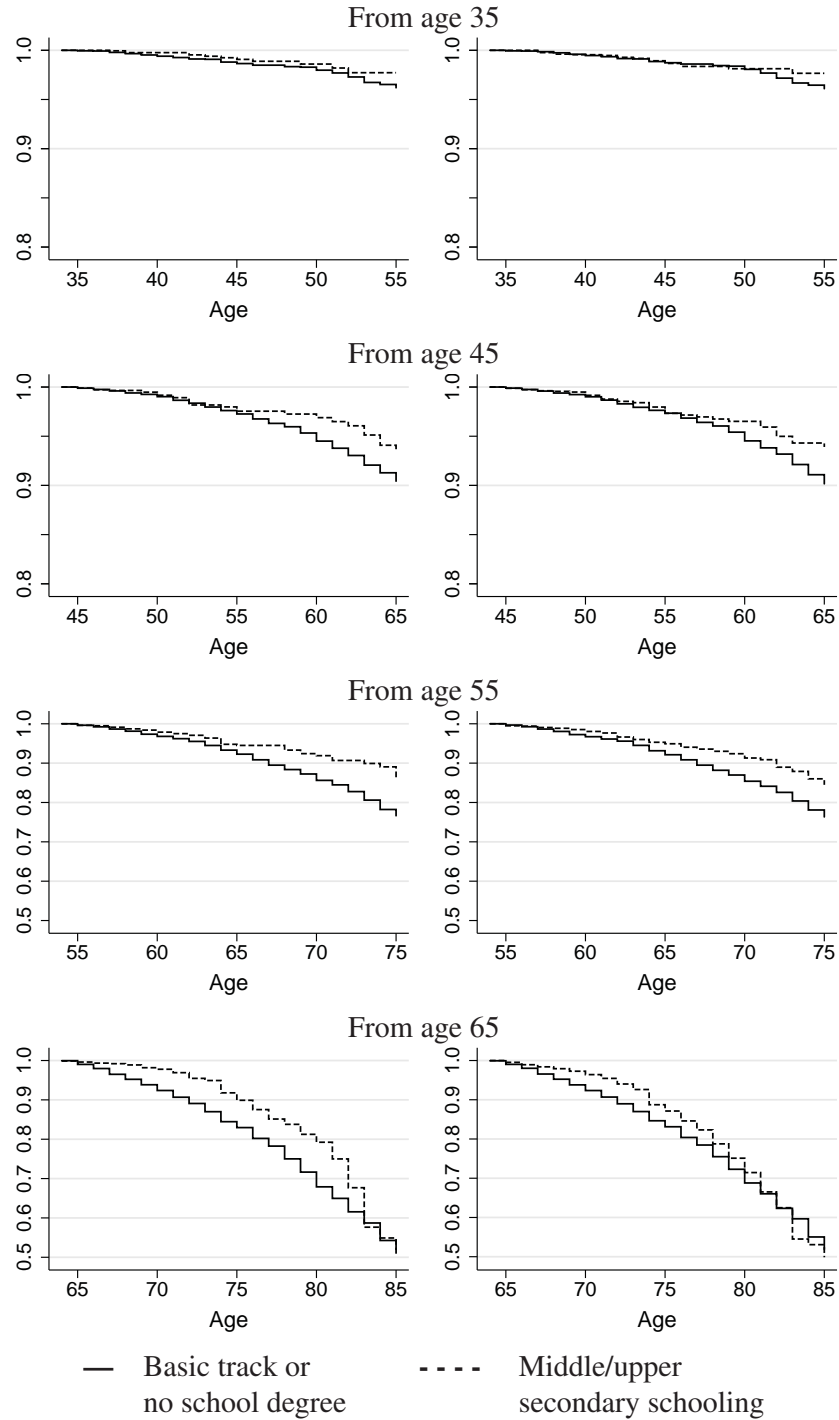 From age 35
1.0
0.9
0.8
35 40 45 50 55
Age
1.0
0.9
0.8
35 40 45 50 55
Age
From age 45
1.0
0.9
0.8
45 50 55 60 65
Age
1.0
0.9
0.8
45 50 55 60 65
Age
From age 55
1.0
0.9
0.8
0.7
0.6
0.5
55 60 65 70 75
Age
1.0
0.9
0.8
0.7
0.6
0.5
55 60 65 70 75
Age
From age 65
1.0
0.9
0.8
0.7
0.6
0.5
65 70 75 80 85
Age
1.0
0.9
0.8
0.7
0.6
0.5
65 70 75 80 85
Age
Basic track or
no school degree
Middle/upper
secondary schooling